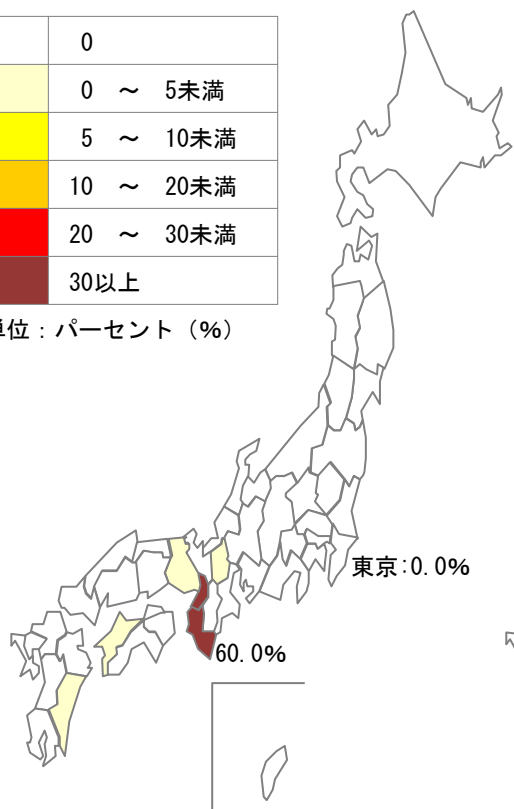 0
0 ～ 5未満
5 ～ 10未満
10 ～ 20未満
20 ～ 30未満
30以上
単位：パーセント（%）
東京:0.0%
60.0%